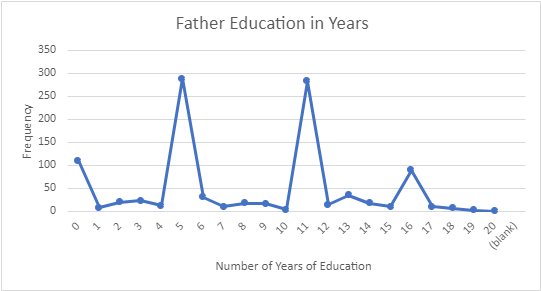 Father Education in Years
350
300
250
200
150
100
50
0
Frequency
0 1 2 3 4 5 6 7 8 9 10 11 12 13 14 15 16 17 18 19 20 (blank)
Number of Years of Education